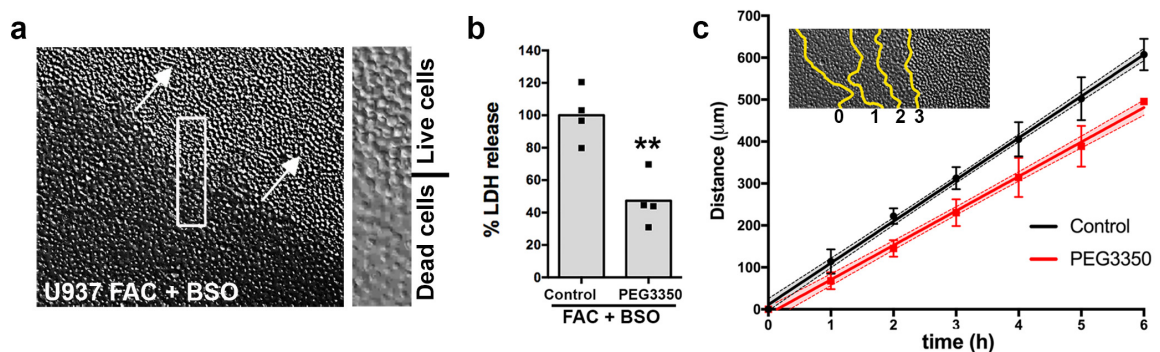 a
U937 FAC + BSO
Dead cells
Live cells
b
% LDH release
140
120
100
80
60
40
20
0
**
Control
PEG3350
FAC + BSO
c
Distance (μm)
700
600
500
400
300
200
100
0
0
1
2
3
Control
PEG3350
0
1
2
3
4
5
6
time (h)